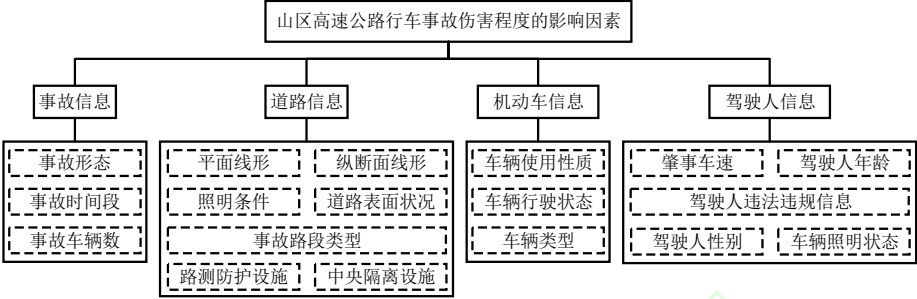 山区高速公路行车事故伤害程度的影响因素
事故信息
道路信息
机动车信息
驾驶人信息
事故形态
事故时间段
事故车辆数
平面线形
纵断面线形
照明条件
道路表面状况
事故路段类型
路测防护设施
中央隔离设施
车辆使用性质
车辆行驶状态
车辆类型
肇事车速
驾驶人年龄
驾驶人违法违规信息
驾驶人性别
车辆照明状态